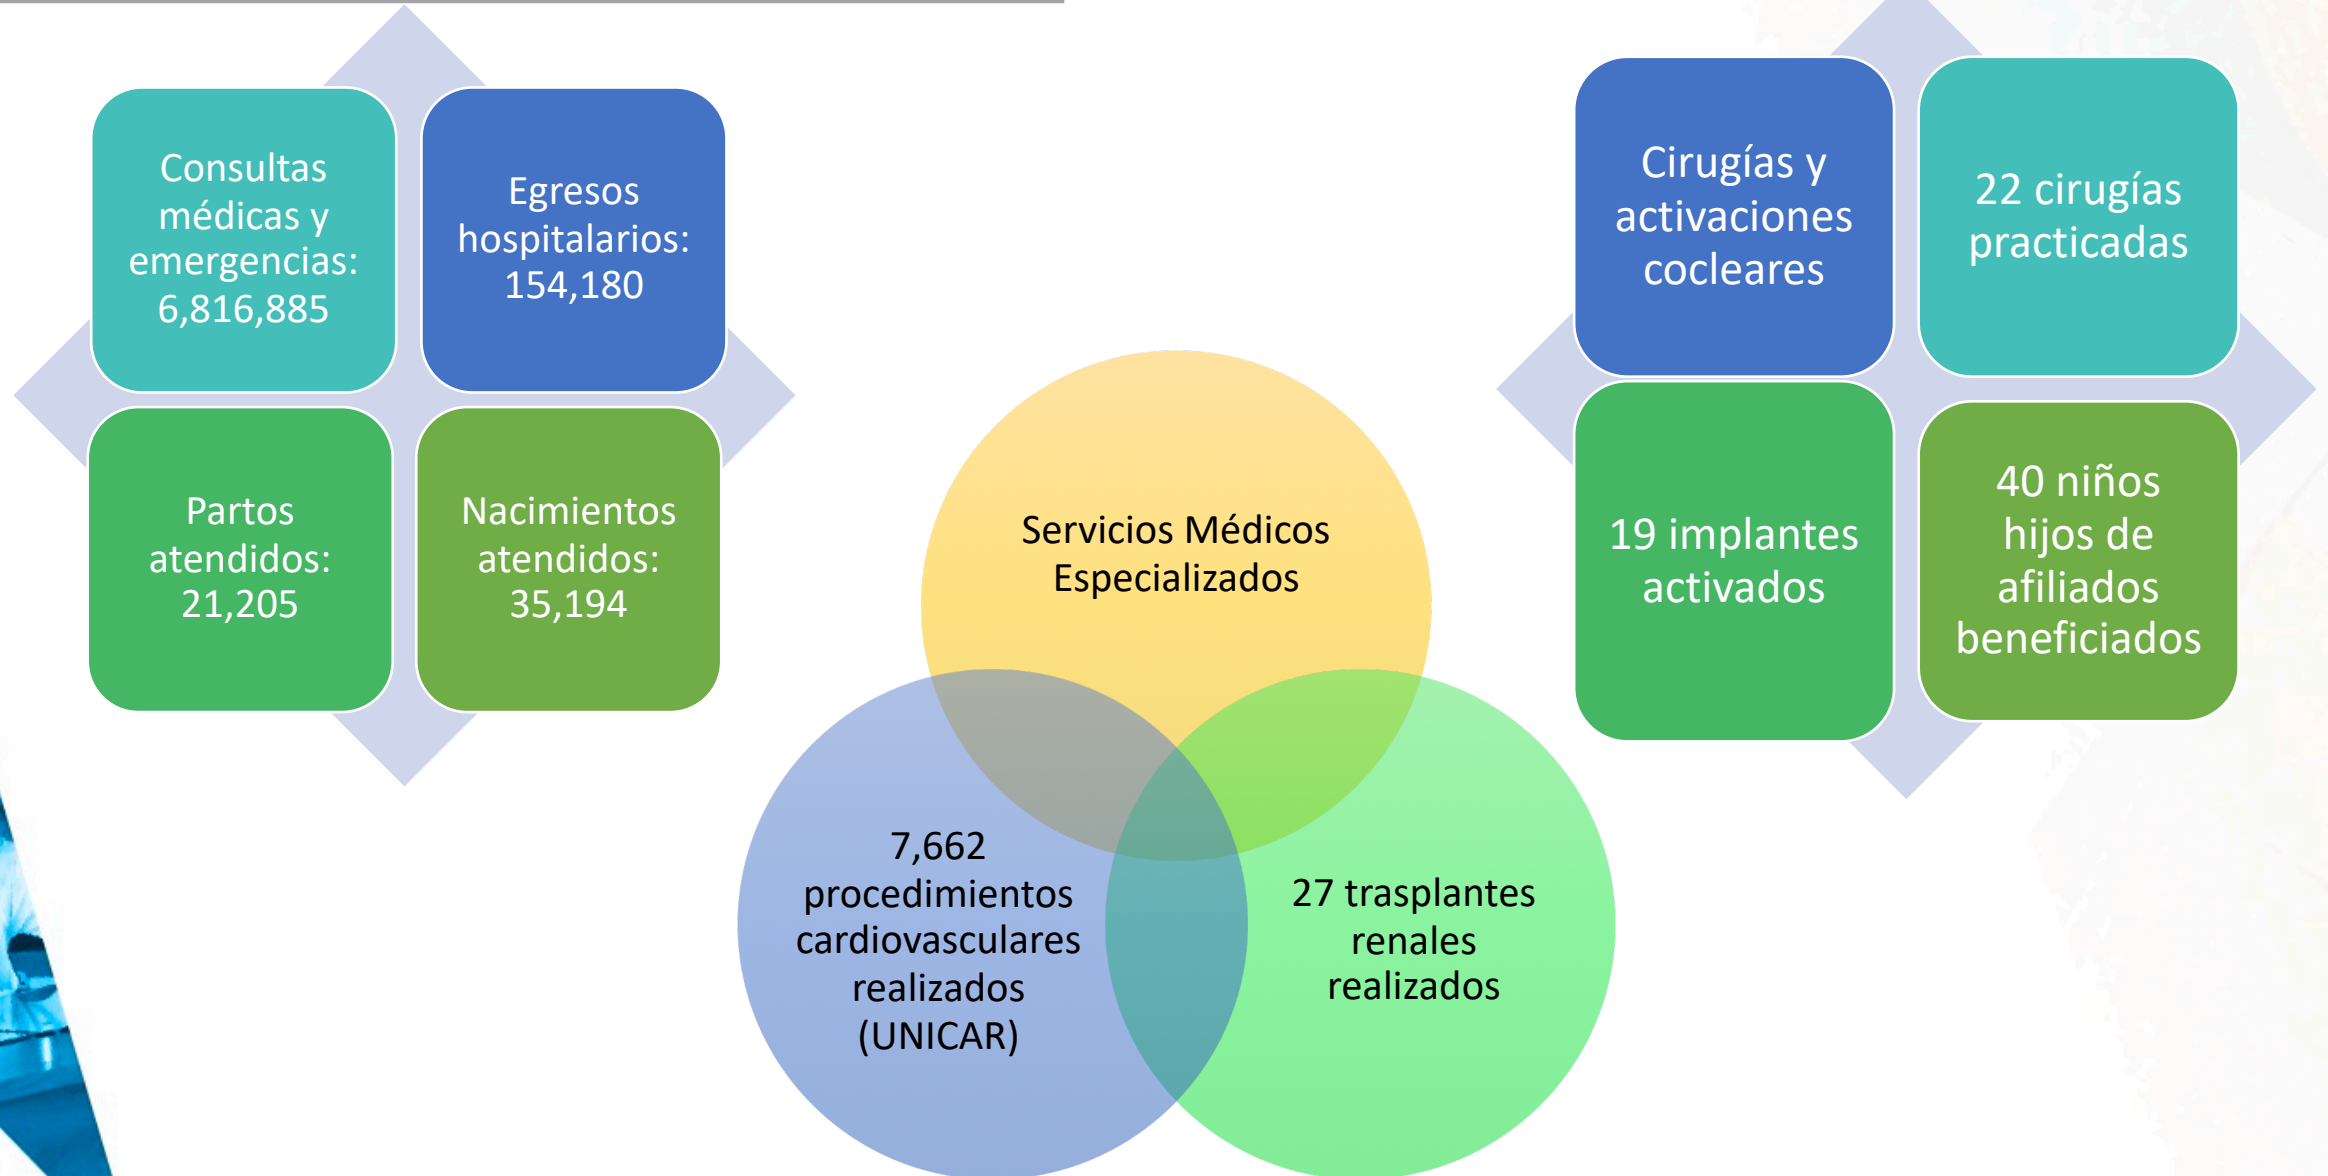 Consultas
médicas y
emergencias:
6,816,885
Egresos
hospitalarios:
154,180
Partos
atendidos:
21,205
Nacimientos
atendidos:
35,194
Servicios Médicos
Especializados
7,662
procedimientos
cardiovasculares
realizados
(UNICAR)
27 trasplantes
renales
realizados
Cirugías y
activaciones
cocleares
22 cirugías
practicadas
19 implantes
activados
40 niños
hijos de
afiliados
beneficiados